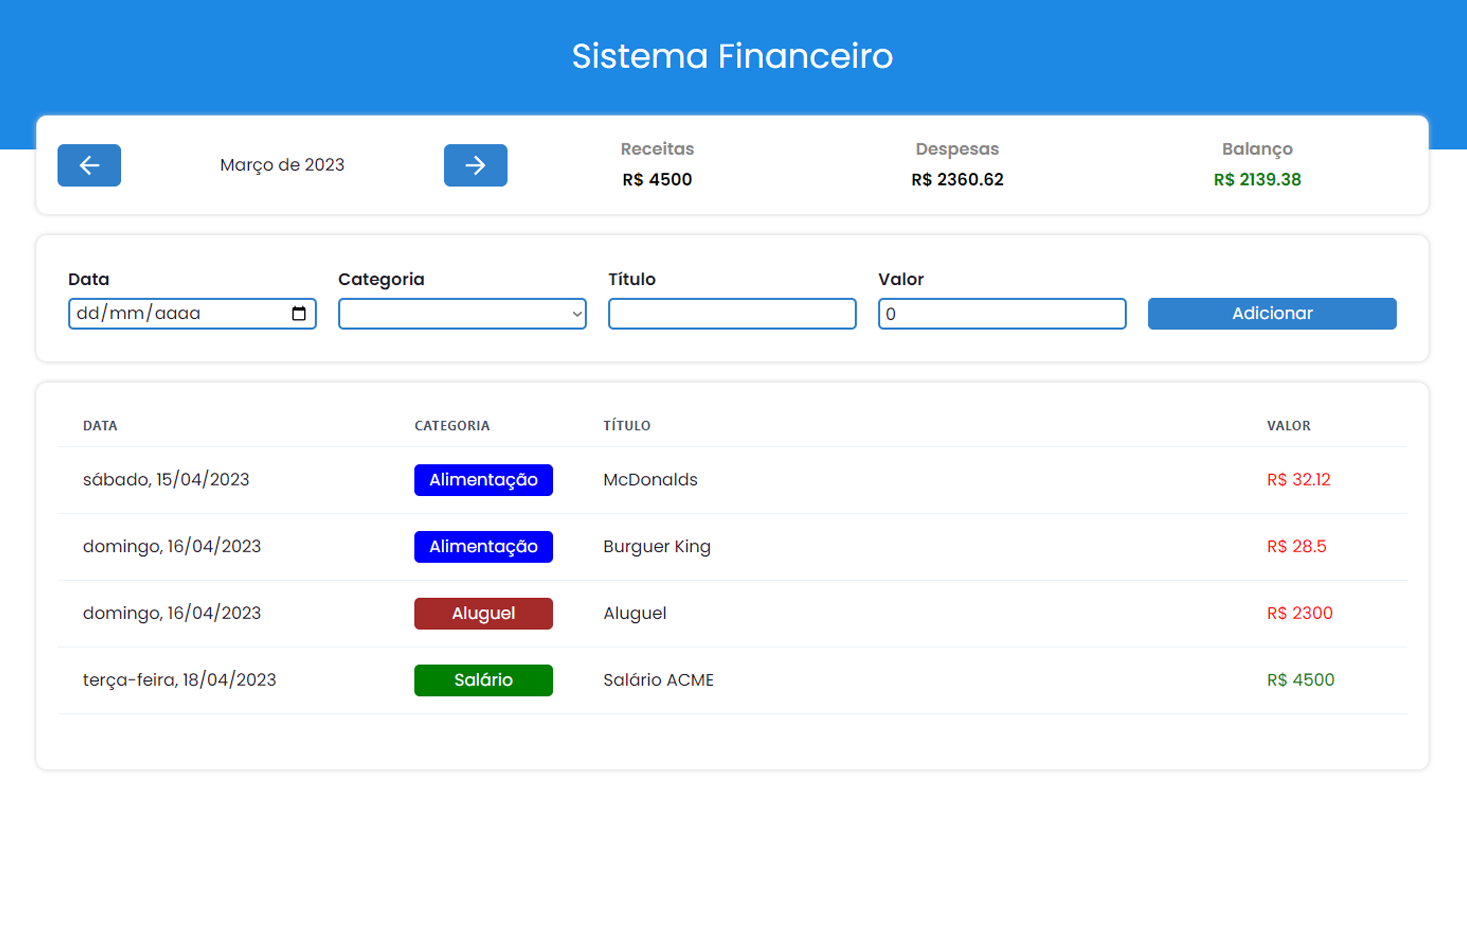 Sistema Financeiro
Março de 2023
Receitas
R$ 4500
Despesas
R$ 2360.62
Balanço
R$ 2139.38
Data
Categoria
Título
Valor
dd/mm/aaaa
0
Adicionar
DATA CATEGORIA TÍTULO VALOR
sábado, 15/04/2023 Alimentação McDonalds R$ 32.12
domingo, 16/04/2023 Alimentação Burguer King R$ 28.5
domingo, 16/04/2023 Aluguel Aluguel R$ 2300
terça-feira, 18/04/2023 Salário Salário ACME R$ 4500